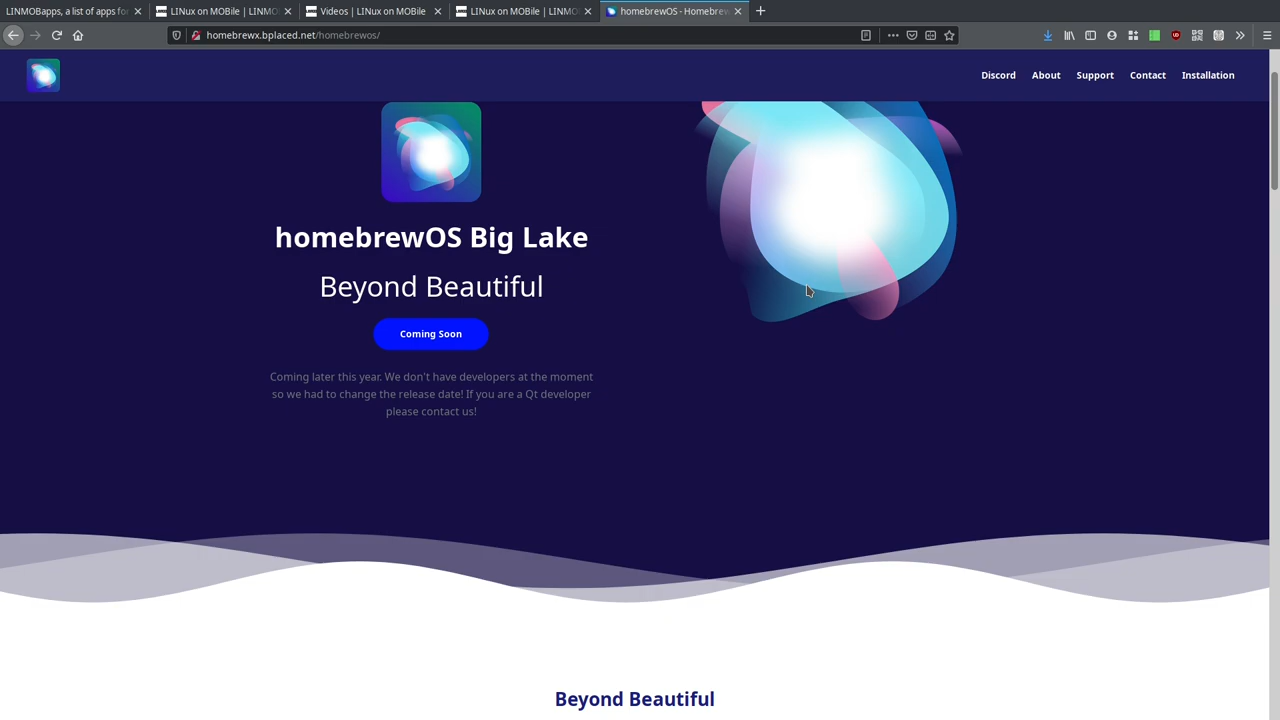 LINMOBapps, a list of apps for
LINux on MOBile | LINMO
Videos | LINux on MOBile
LINux on MOBile | LINMO
homebrewOS - Homebrew
homebrewx.bplaced.net/homebrewos/
Discord
About
Support
Contact
Installation
homebrewOS Big Lake
Beyond Beautiful
Coming Soon
Coming later this year. We don't have developers at the moment
so we had to change the release date! If you are a Qt developer
please contact us!
Beyond Beautiful